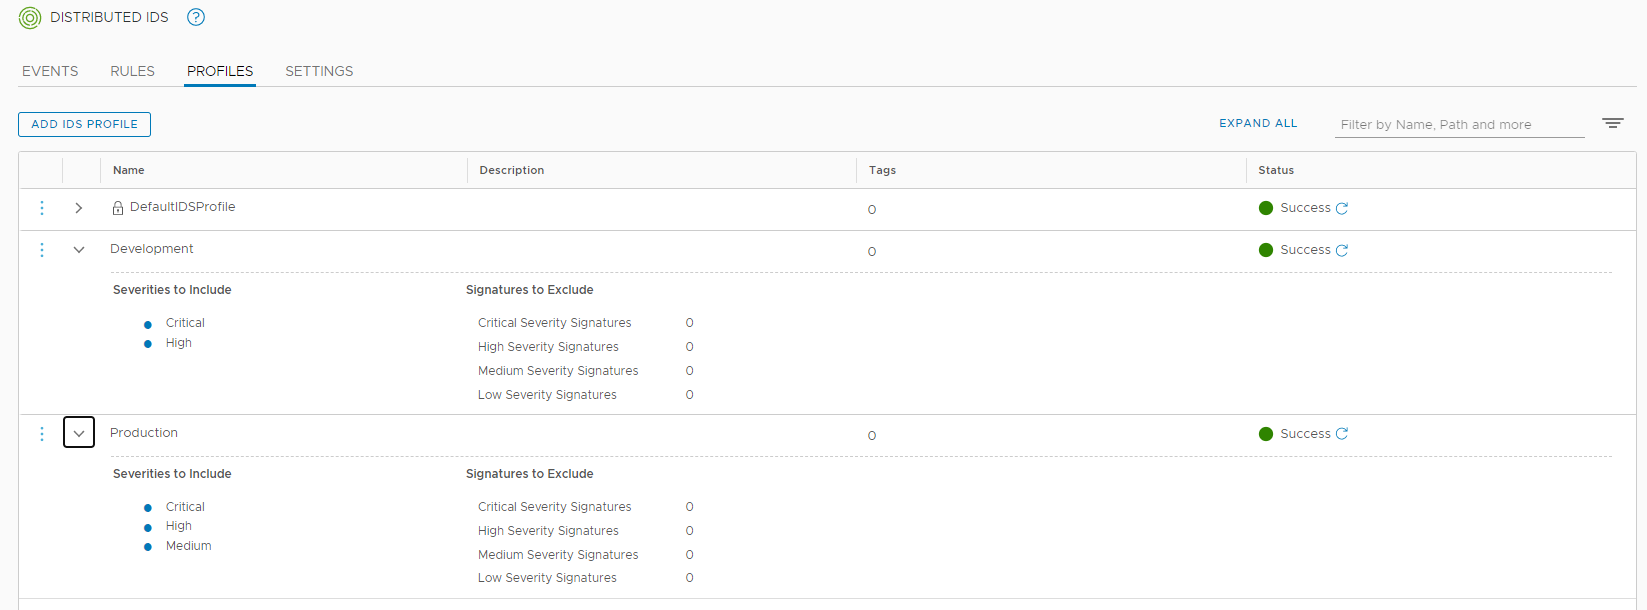 DISTRIBUTED IDS ?
EVENTS RULES PROFILES SETTINGS
ADD IDS PROFILE EXPAND ALL Filter by Name, Path and more
Name Description Tags Status
DefaultIDSProfile 0 Success
Development 0 Success
Severities to Include Signatures to Exclude
Critical Critical Severity Signatures 0
High High Severity Signatures 0
Medium Severity Signatures 0
Low Severity Signatures 0
Production 0 Success
Severities to Include Signatures to Exclude
Critical Critical Severity Signatures 0
High High Severity Signatures 0
Medium Medium Severity Signatures 0
Low Severity Signatures 0